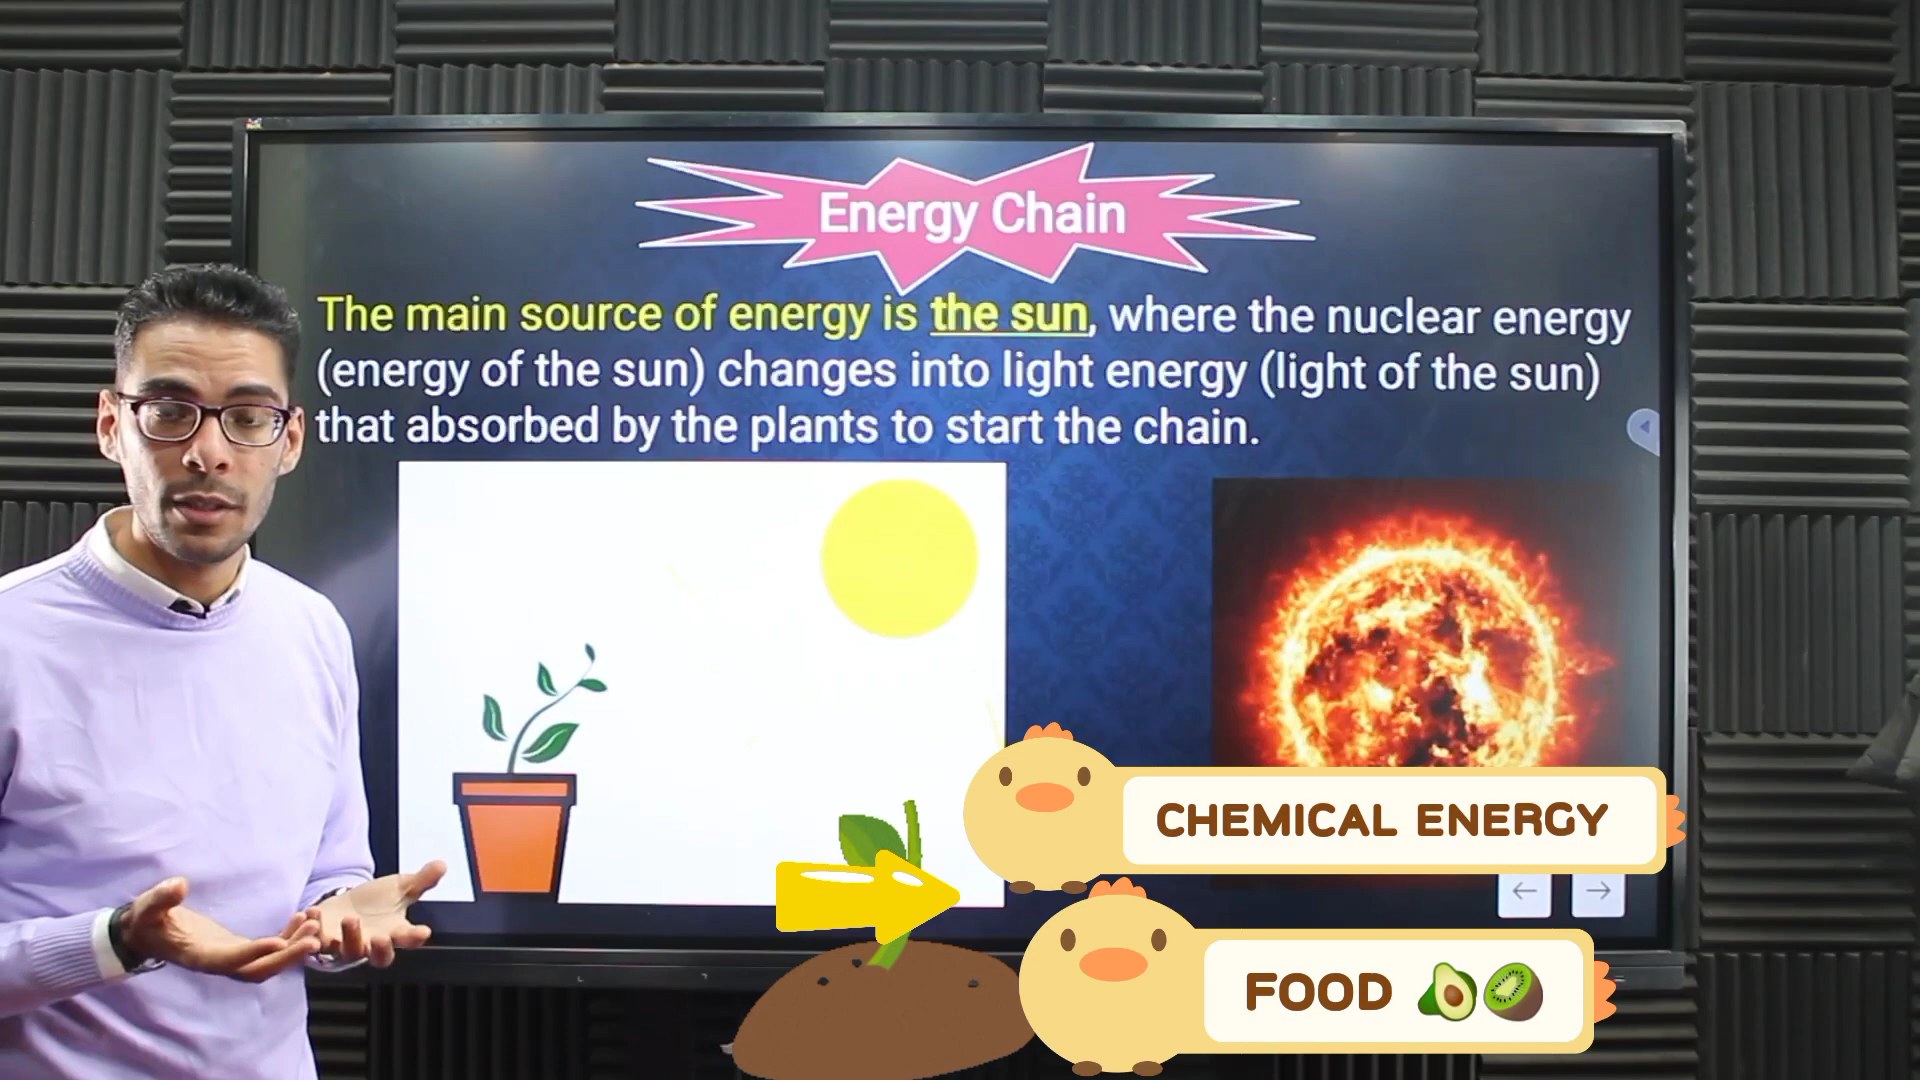 Energy Chain
The main source of energy is the sun, where the nuclear energy
(energy of the sun) changes into light energy (light of the sun)
that absorbed by the plants to start the chain.
CHEMICAL ENERGY
FOOD 🥑🥝